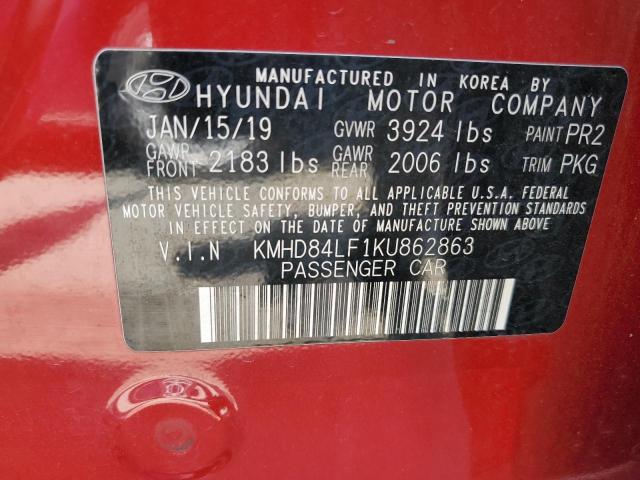 MANUFACTURED IN KOREA BY
HYUNDAI MOTOR COMPANY
JAN/15/19 GVWR 3924 lbs PAINT PR2
GAWR FRONT 2183 lbs GAWR REAR 2006 lbs TRIM PKG
THIS VEHICLE CONFORMS TO ALL APPLICABLE U.S.A. FEDERAL
MOTOR VEHICLE SAFETY, BUMPER, AND THEFT PREVENTION STANDARDS
IN EFFECT ON THE DATE OF MANUFACTURE SHOWN ABOVE.
V.I.N KMHD84LF1KU862863
PASSENGER CAR